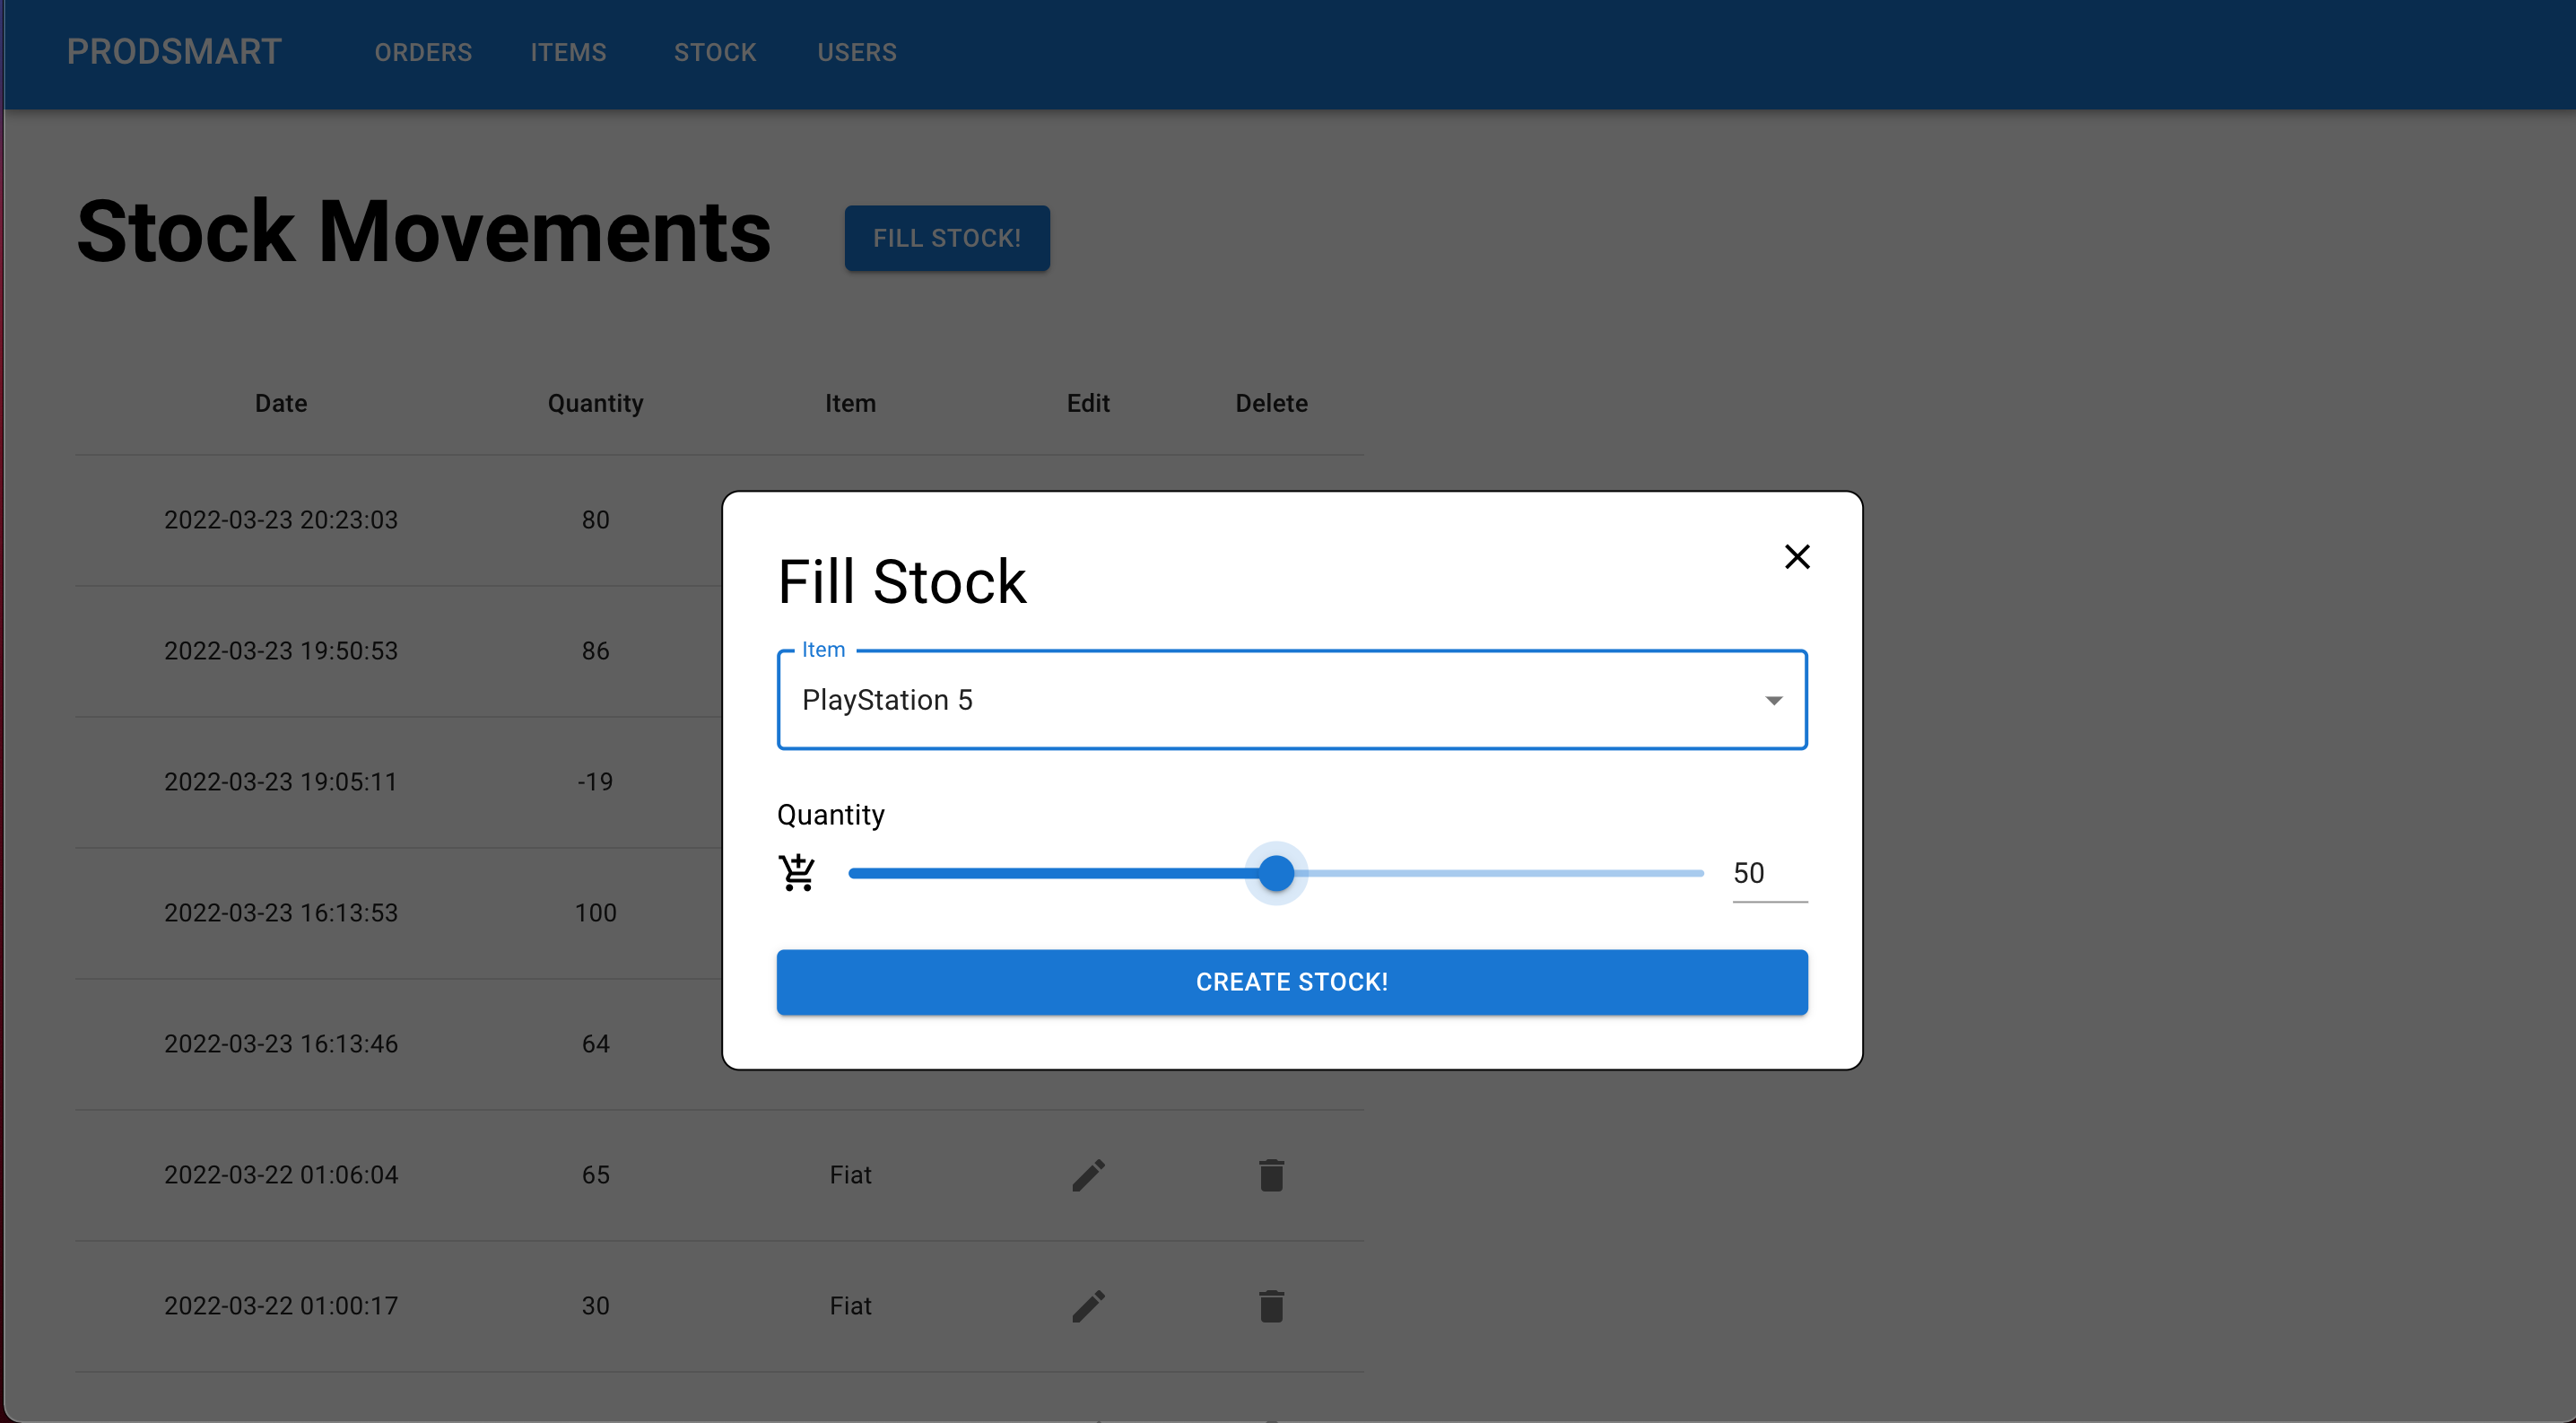 PRODSMART ORDERS ITEMS STOCK USERS
Stock Movements FILL STOCK!
Date Quantity Item Edit Delete
2022-03-23 20:23:03 80
2022-03-23 19:50:53 86
2022-03-23 19:05:11 -19
2022-03-23 16:13:53 100
2022-03-23 16:13:46 64
2022-03-22 01:06:04 65 Fiat
2022-03-22 01:00:17 30 Fiat
Fill Stock
Item
PlayStation 5
Quantity
50
CREATE STOCK!